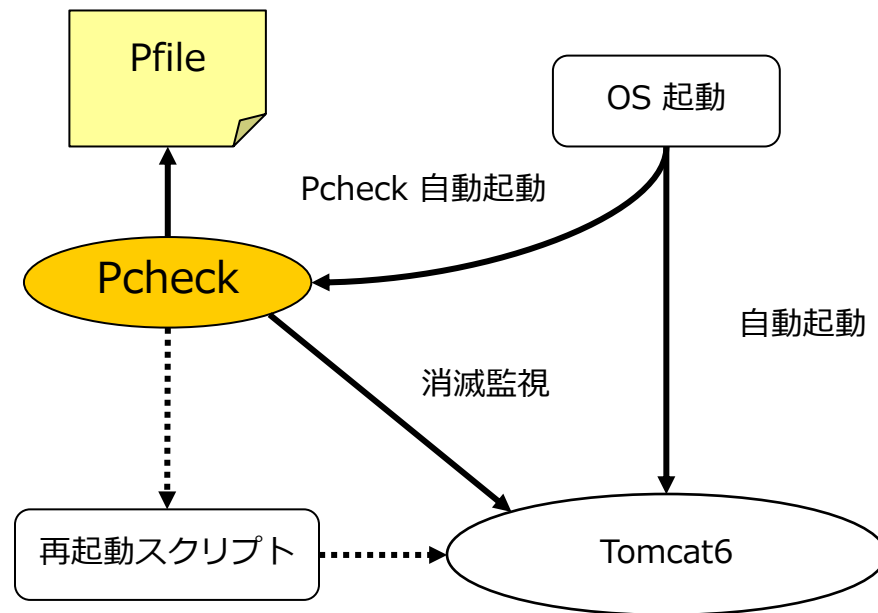 Pfile
OS 起動
Pcheck 自動起動
Pcheck
自動起動
消滅監視
再起動スクリプト
Tomcat6